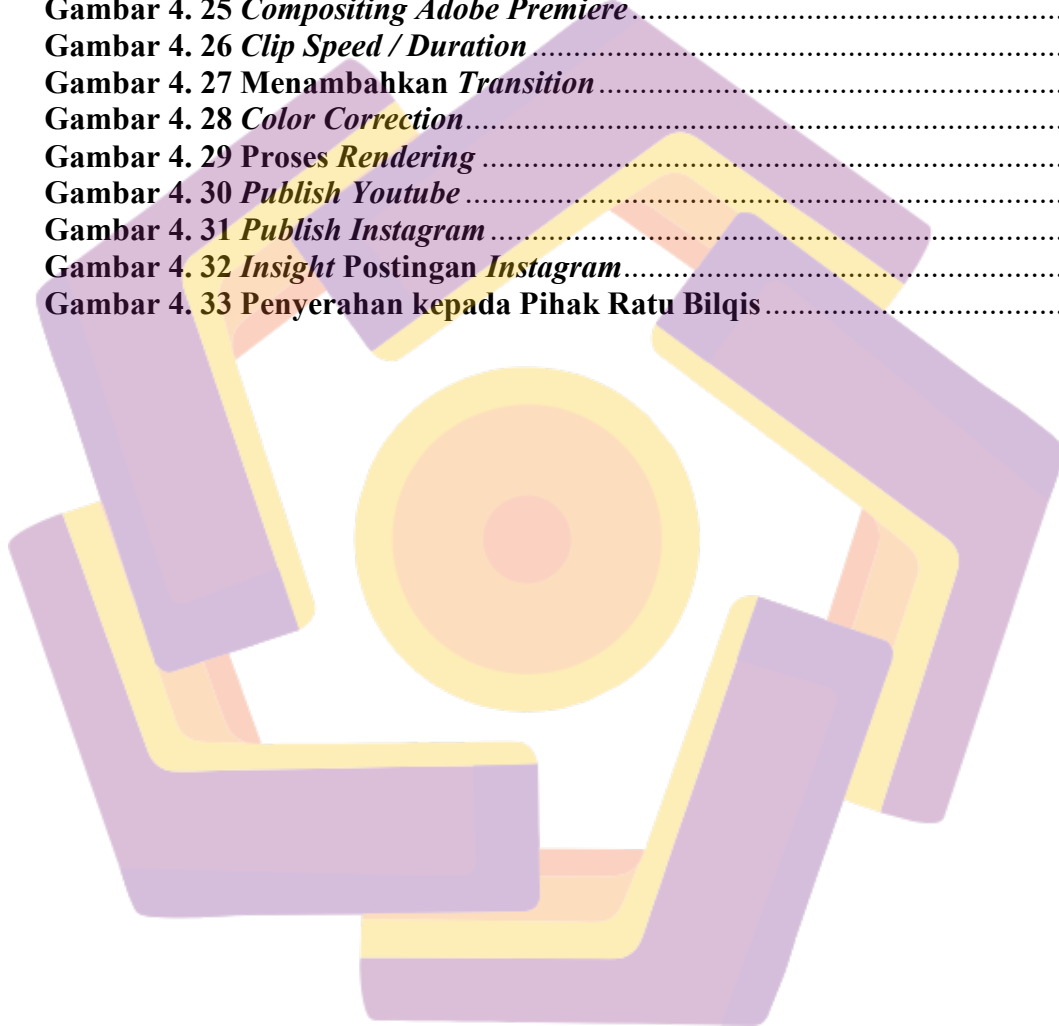 Gambar 4. 25 Compositing Adobe Premiere..........................................................
Gambar 4. 26 Clip Speed / Duration......................................................................
Gambar 4. 27 Menambahkan Transition.............................................................
Gambar 4. 28 Color Correction................................................................................
Gambar 4. 29 Proses Rendering..............................................................................
Gambar 4. 30 Publish Youtube................................................................................
Gambar 4. 31 Publish Instagram.............................................................................
Gambar 4. 32 Insight Postingan Instagram..........................................................
Gambar 4. 33 Penyerahan kepada Pihak Ratu Bilqis........................................